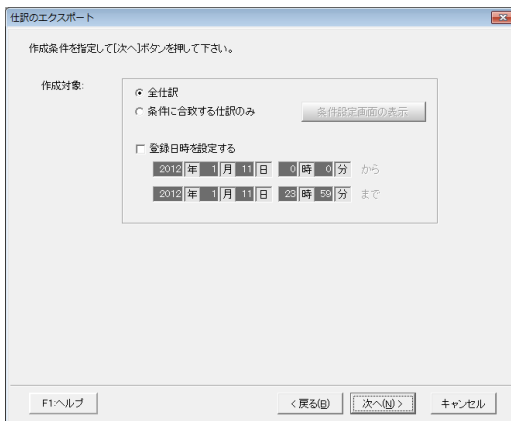 仕訳のエクスポート
作成条件を指定して[次へ]ボタンを押して下さい。
作成対象:
全仕訳
条件に合致する仕訳のみ 条件設定画面の表示
登録日時を設定する
2012 年 1 月 11 日 0 時 0 分 から
2012 年 1 月 11 日 23 時 59 分 まで
F1:ヘルプ < 戻る(B) 次へ(N) > キャンセル